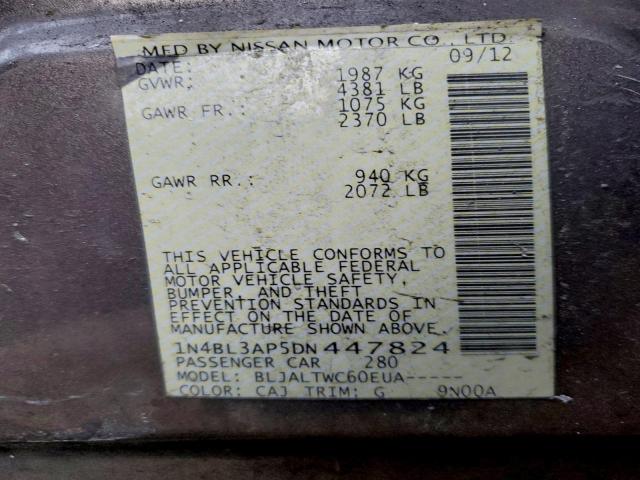 MFD BY NISSAN MOTOR CO., LTD.
DATE: 09/12
GVWR: 1987 KG
4381 LB
GAWR FR.: 1075 KG
2370 LB
GAWR RR.: 940 KG
2072 LB
THIS VEHICLE CONFORMS TO
ALL APPLICABLE FEDERAL
MOTOR VEHICLE SAFETY,
BUMPER, AND THEFT
PREVENTION STANDARDS IN
EFFECT ON THE DATE OF
MANUFACTURE SHOWN ABOVE.
1N4BL3AP5DN447824
PASSENGER CAR 280
MODEL: BLJALTWC60EUA-----
COLOR: CAJ TRIM: G 9N00A